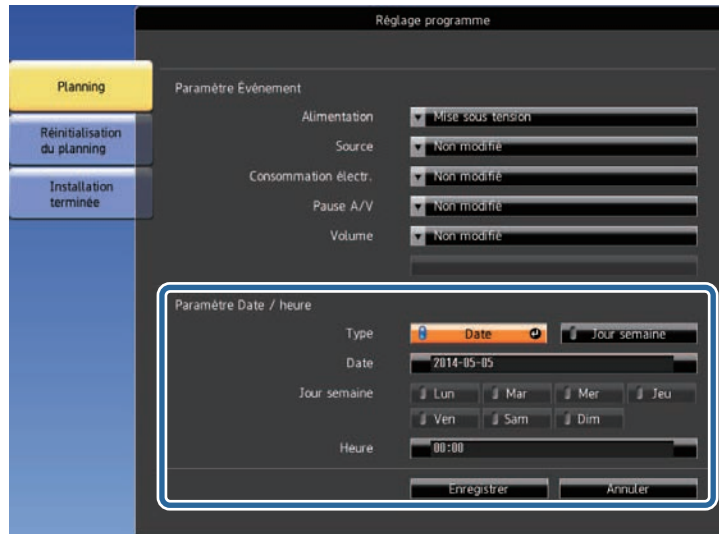 Réglage programme
Planning
Réinitialisation
du planning
Installation
terminée
Paramètre Événement
Alimentation Mise sous tension
Source Non modifié
Consommation électr. Non modifié
Pause A/V Non modifié
Volume Non modifié
Paramètre Date / heure
Type Date Jour semaine
Date 2014-05-05
Jour semaine Lun Mar Mer Jeu
Ven Sam Dim
Heure 00:00
Enregistrer Annuler